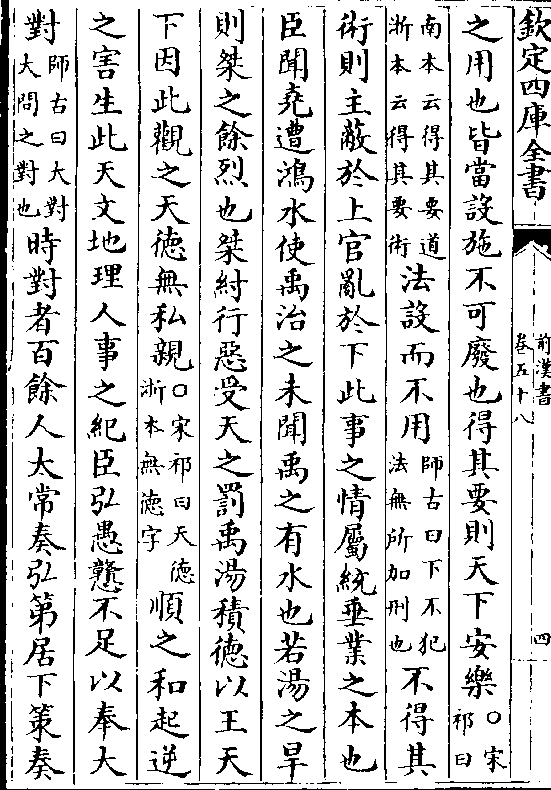 欽定四庫全書
前漢書
卷五十八
四
之用也皆當設施不可廢也得其要則天下安樂○宋祁曰
南本云得其要道浙本云得其要術法設而不用師古曰下不犯法無所加刑也不得其
術則主蔽於上官亂於下此事之情屬統垂業之本也
臣聞堯遭鴻水使禹治之未聞禹之有水也若湯之旱
則桀之餘烈也桀紂行惡受天之罰禹湯積德以王天
下因此觀之天德無私親○宋祁曰天德浙本無德字順之和起逆
之害生此天文地理人事之紀臣弘愚戇不足以奉大
對師古曰大對大問之對也時對者百餘人太常奏弘第居下策奏